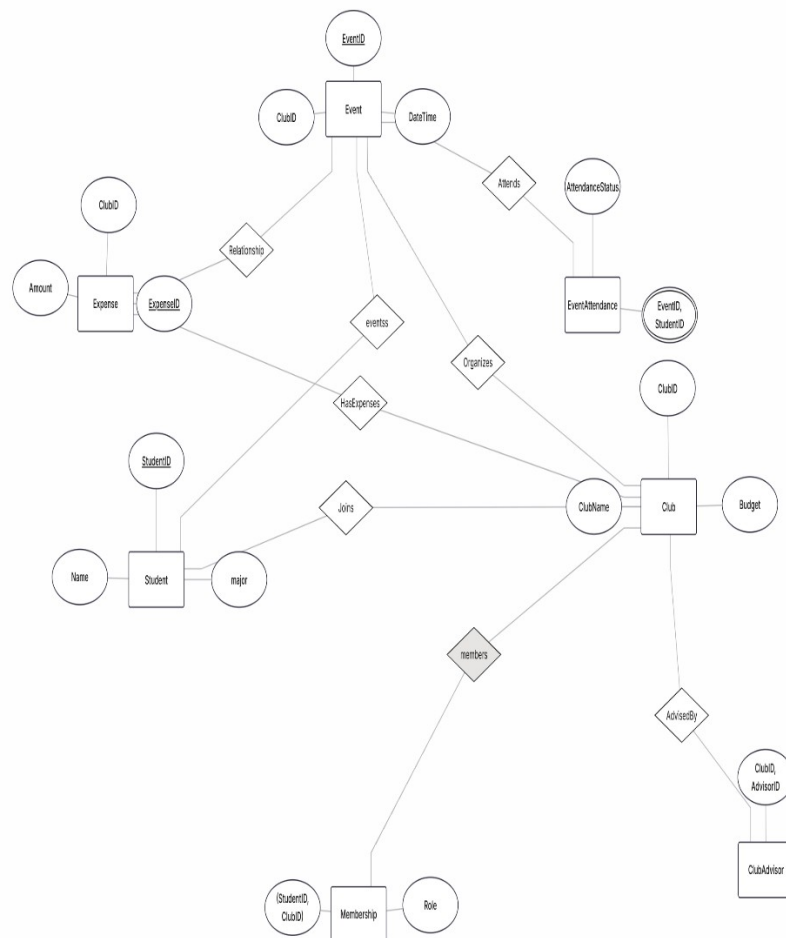 EventID
ClubID
Event
DateTime
Attends
AttendanceStatus
ClubID
Relationship
Amount
Expense
ExpenseID
EventAttendance
EventID,
StudentID
eventss
Organizes
HasExpenses
ClubID
StudentID
Joins
ClubName
Club
Budget
Name
Student
major
members
AdvisedBy
ClubID,
AdvisorID
ClubAdvisor
(StudentID,
ClubID)
Membership
Role